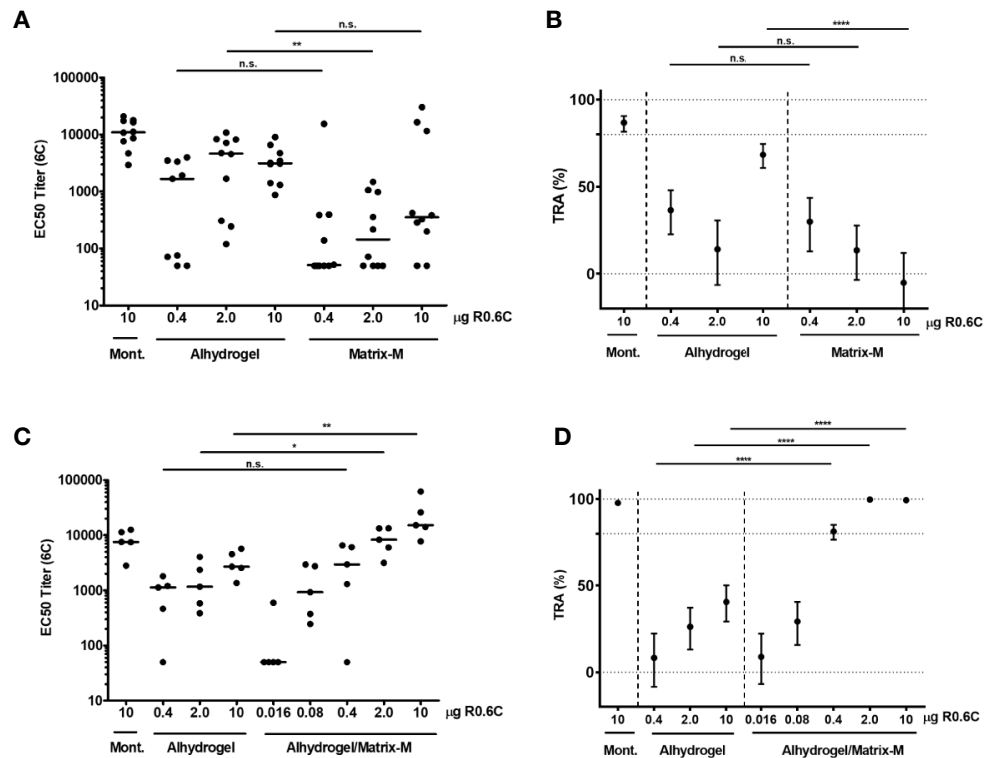 A
n.s.
**
n.s.
100000
10000
1000
100
10
EC50 Titer (6C)
10 0.4 2.0 10 0.4 2.0 10 μg R0.6C
Mont. Alhydrogel Matrix-M
B
****
n.s.
n.s.
100
50
0
TRA (%)
10 0.4 2.0 10 0.4 2.0 10 μg R0.6C
Mont. Alhydrogel Matrix-M
C
**
*
n.s.
100000
10000
1000
100
10
EC50 Titer (6C)
10 0.4 2.0 10 0.016 0.08 0.4 2.0 10 μg R0.6C
Mont. Alhydrogel Alhydrogel/Matrix-M
D
****
****
****
100
50
0
TRA (%)
10 0.4 2.0 10 0.016 0.08 0.4 2.0 10 μg R0.6C
Mont. Alhydrogel Alhydrogel/Matrix-M